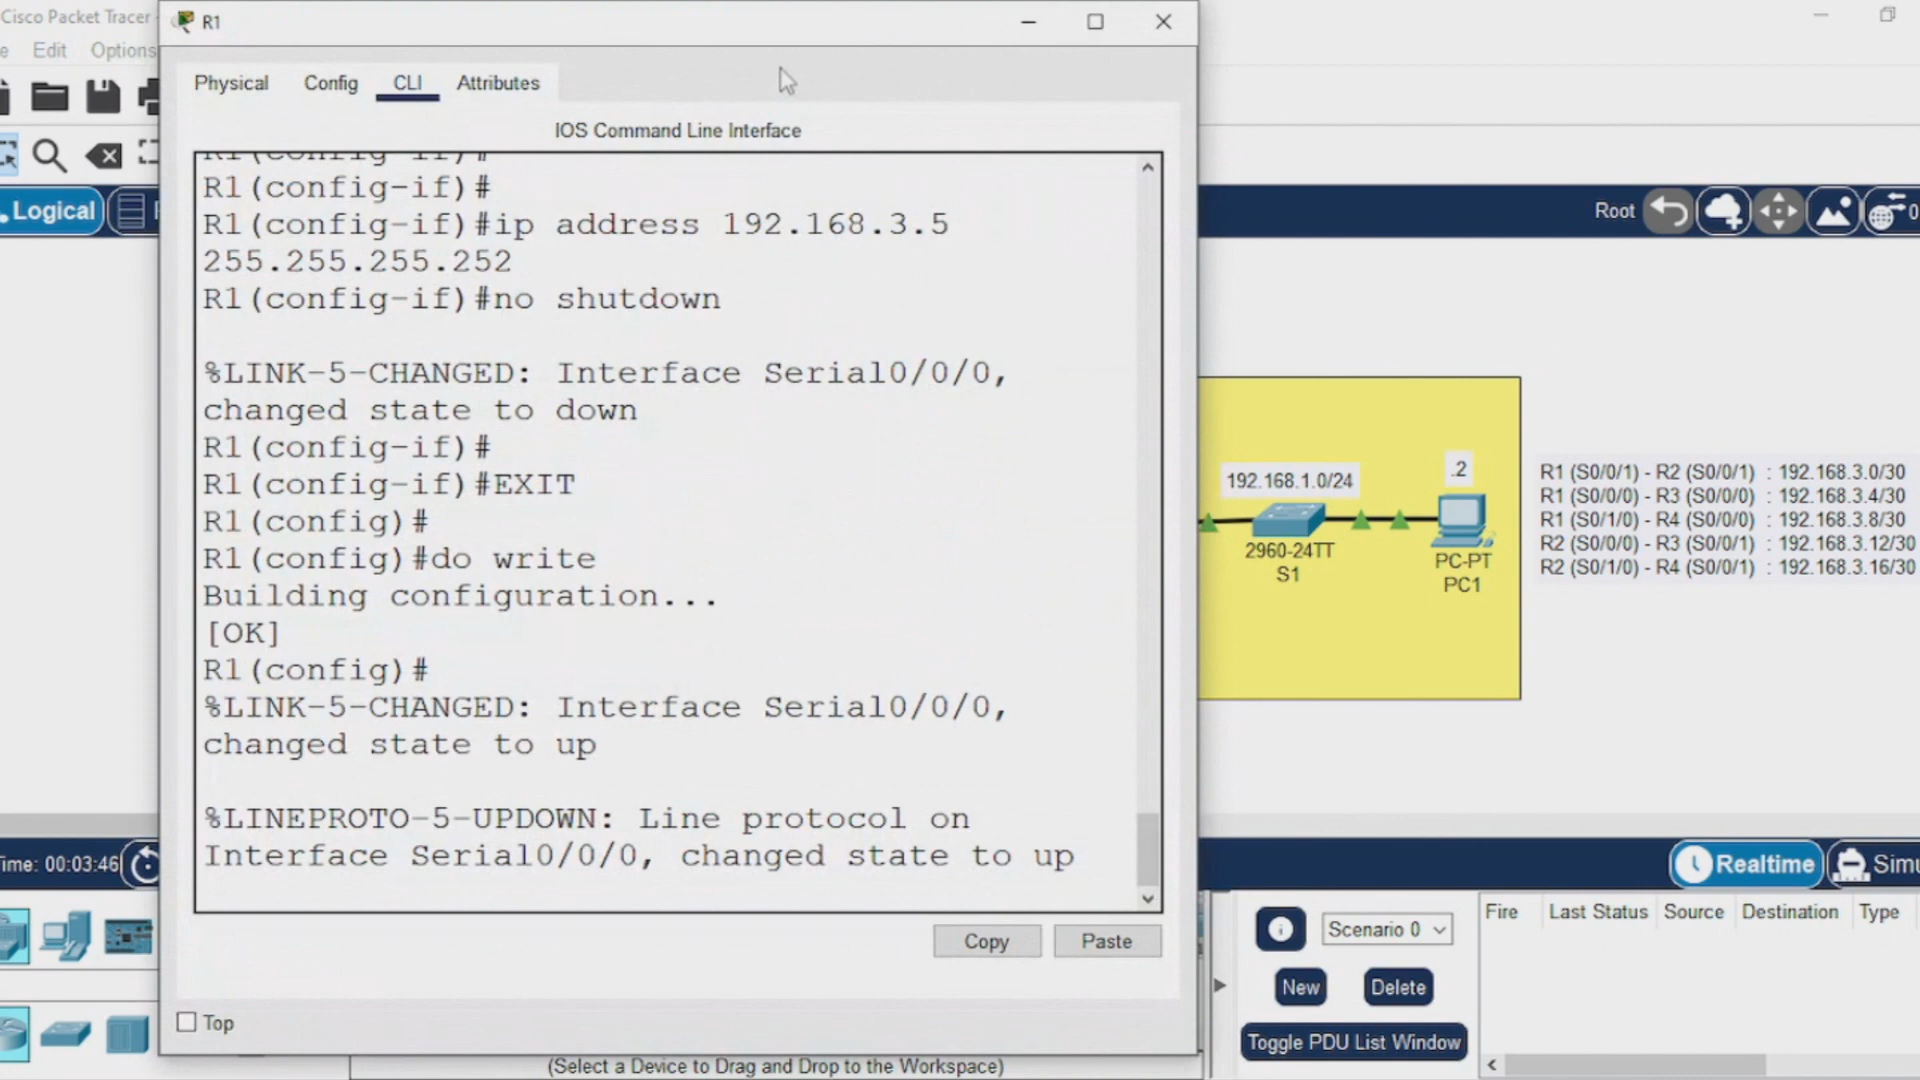 Cisco Packet Tracer
R1
Edit
Options
Physical
Config
CLI
Attributes
IOS Command Line Interface
R1(config-if)#
R1(config-if)#
R1(config-if)#ip address 192.168.3.5
255.255.255.252
R1(config-if)#no shutdown
%LINK-5-CHANGED: Interface Serial0/0/0,
changed state to down
R1(config-if)#
R1(config-if)#EXIT
R1(config)#
R1(config)#do write
Building configuration...
[OK]
R1(config)#
%LINK-5-CHANGED: Interface Serial0/0/0,
changed state to up
%LINEPROTO-5-UPDOWN: Line protocol on
Interface Serial0/0/0, changed state to up
Copy
Paste
Top
Logical
Root
192.168.1.0/24
.2
2960-24TT
S1
PC-PT
PC1
R1 (S0/0/1) - R2 (S0/0/1) : 192.168.3.0/30
R1 (S0/0/0) - R3 (S0/0/0) : 192.168.3.4/30
R1 (S0/1/0) - R4 (S0/0/0) : 192.168.3.8/30
R2 (S0/0/0) - R3 (S0/0/1) : 192.168.3.12/30
R2 (S0/1/0) - R4 (S0/0/1) : 192.168.3.16/30
Time: 00:03:46
Realtime
Scenario 0
New
Delete
Toggle PDU List Window
Fire
Last Status
Source
Destination
Type
(Select a Device to Drag and Drop to the Workspace)